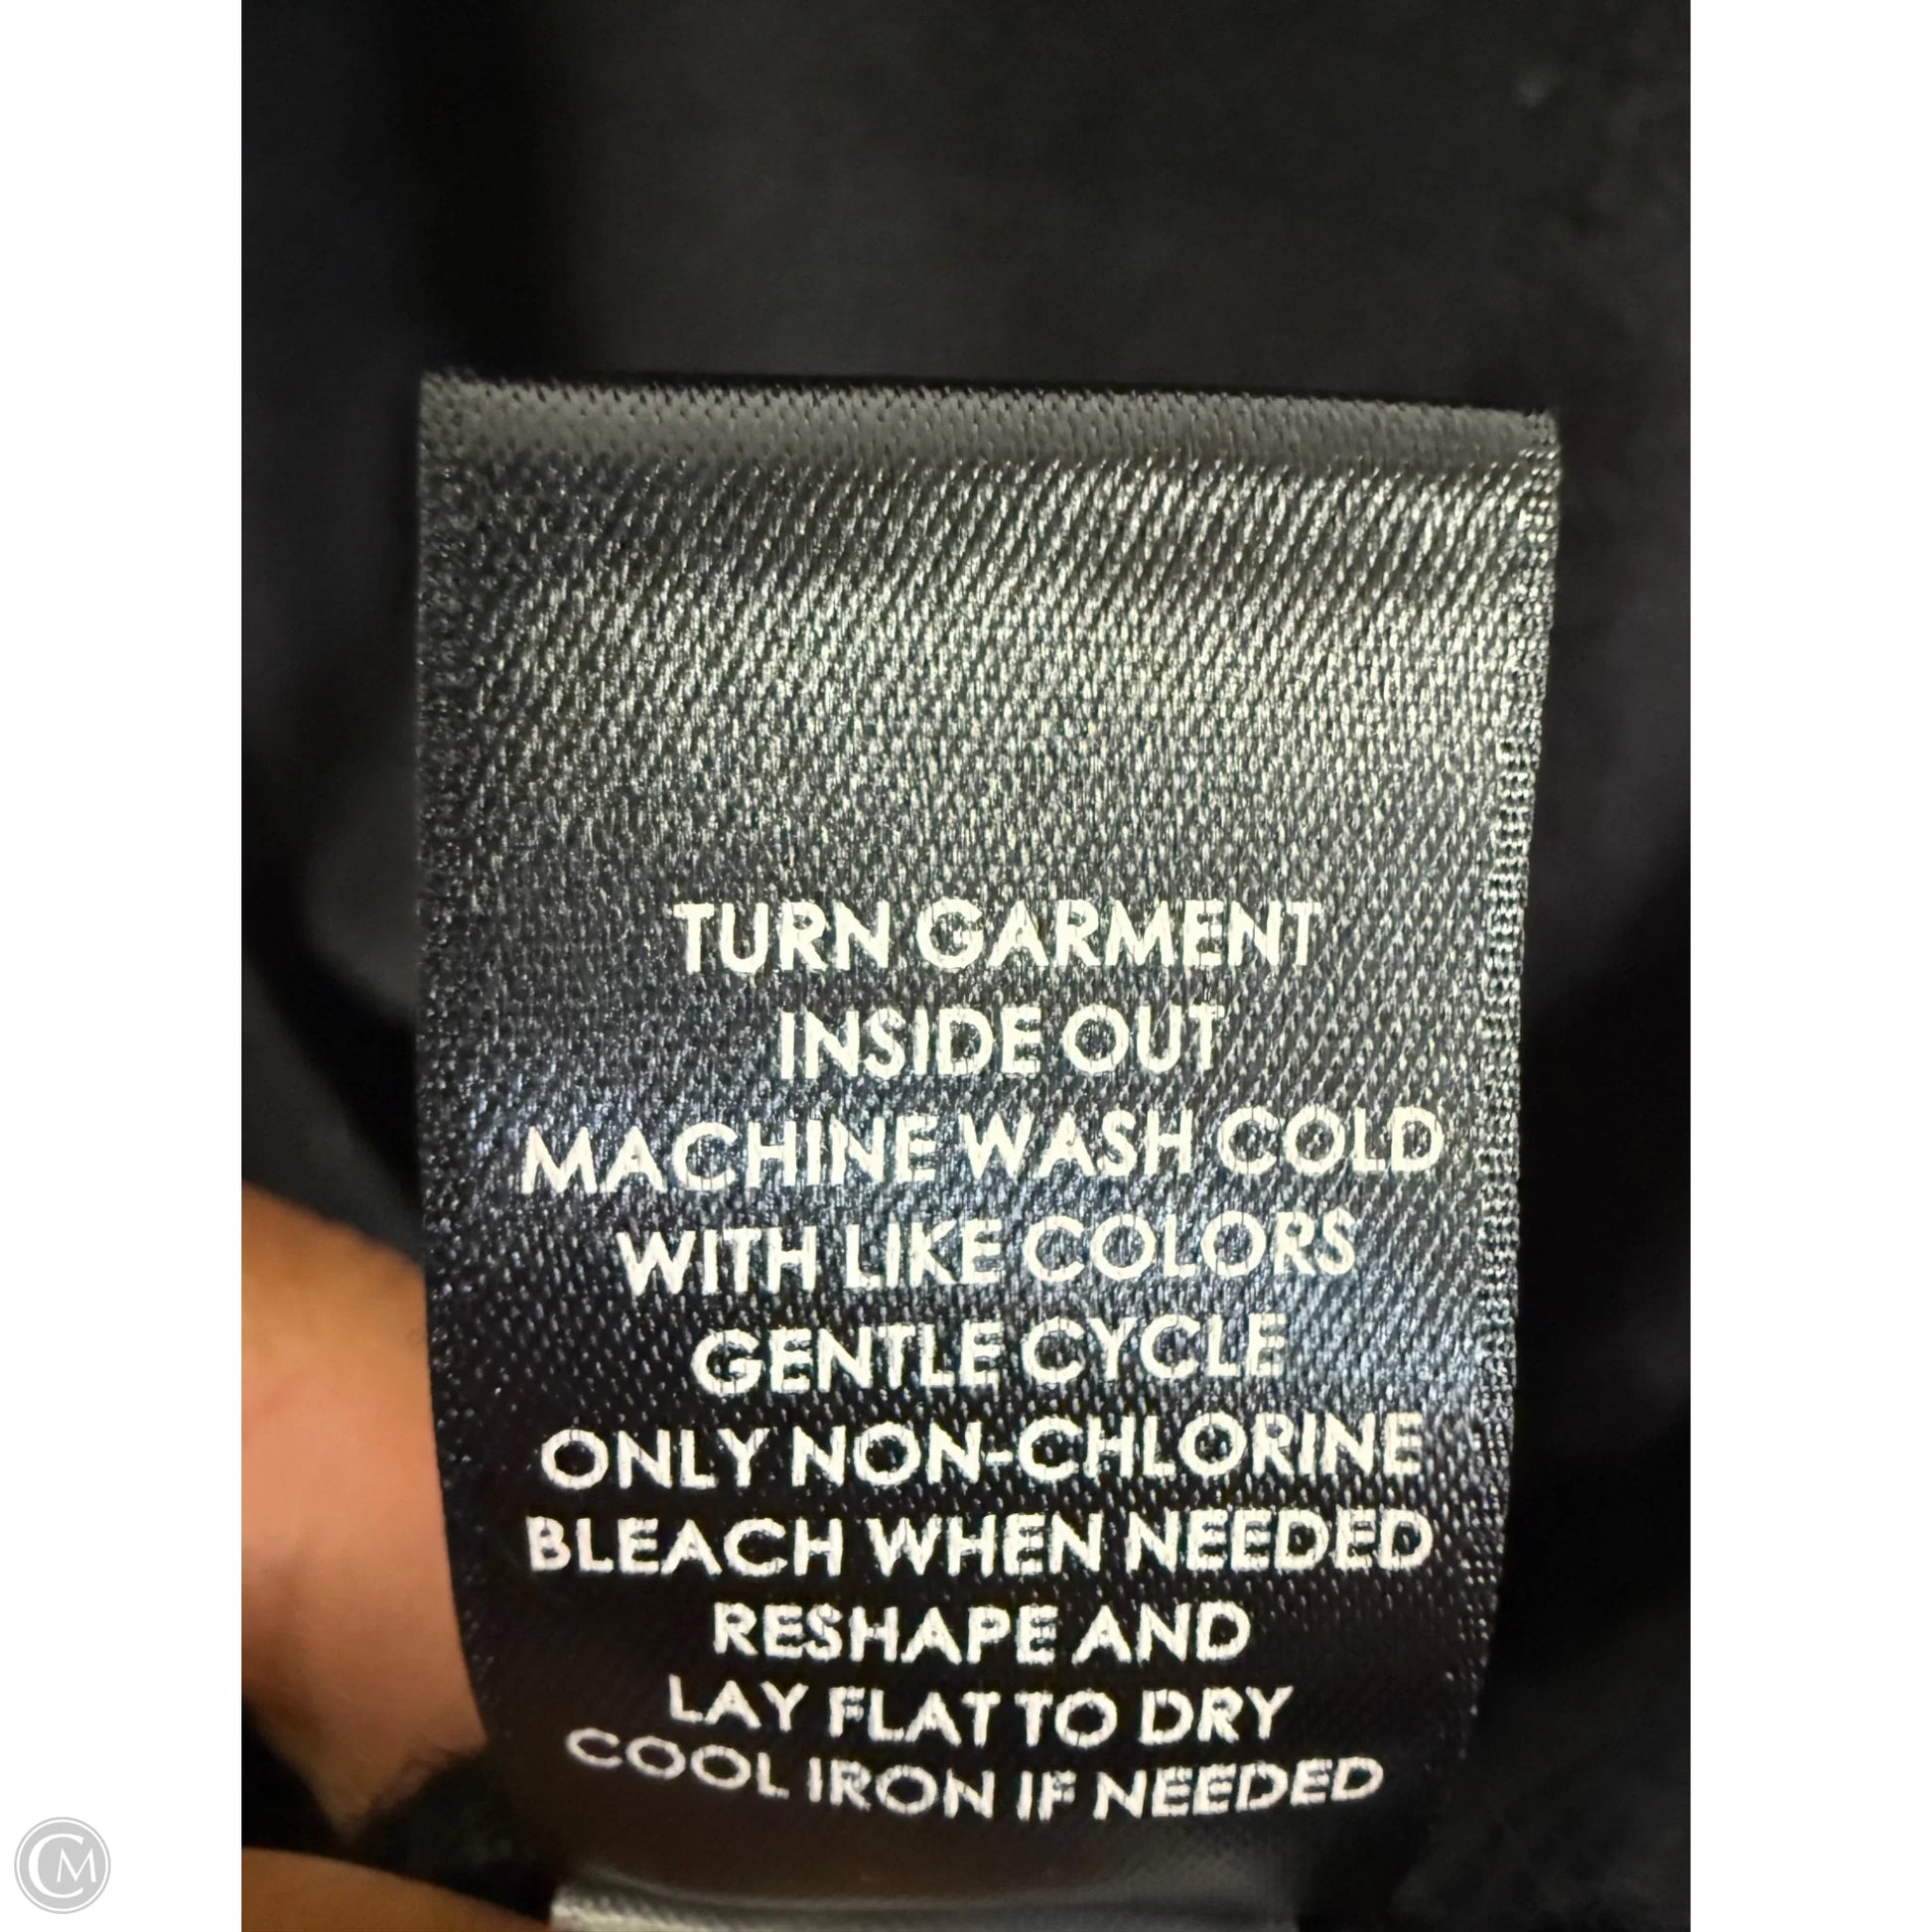 TURN GARMENT
INSIDE OUT
MACHINE WASH COLD
WITH LIKE COLORS
GENTLE CYCLE
ONLY NON-CHLORINE
BLEACH WHEN NEEDED
RESHAPE AND
LAY FLAT TO DRY
COOL IRON IF NEEDED
CM